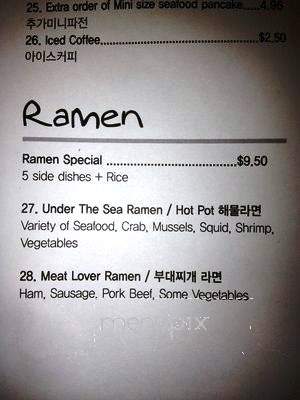 25. Extra order of Mini size seafood pancake.....4.95
추가미니파전
26. Iced Coffee......................................$2.50
아이스커피
Ramen
Ramen Special ................................$9.50
5 side dishes + Rice
27. Under The Sea Ramen / Hot Pot 해물라면
Variety of Seafood, Crab, Mussels, Squid, Shrimp,
Vegetables
28. Meat Lover Ramen / 부대찌개 라면
Ham, Sausage, Pork Beef, Some Vegetables
menupix